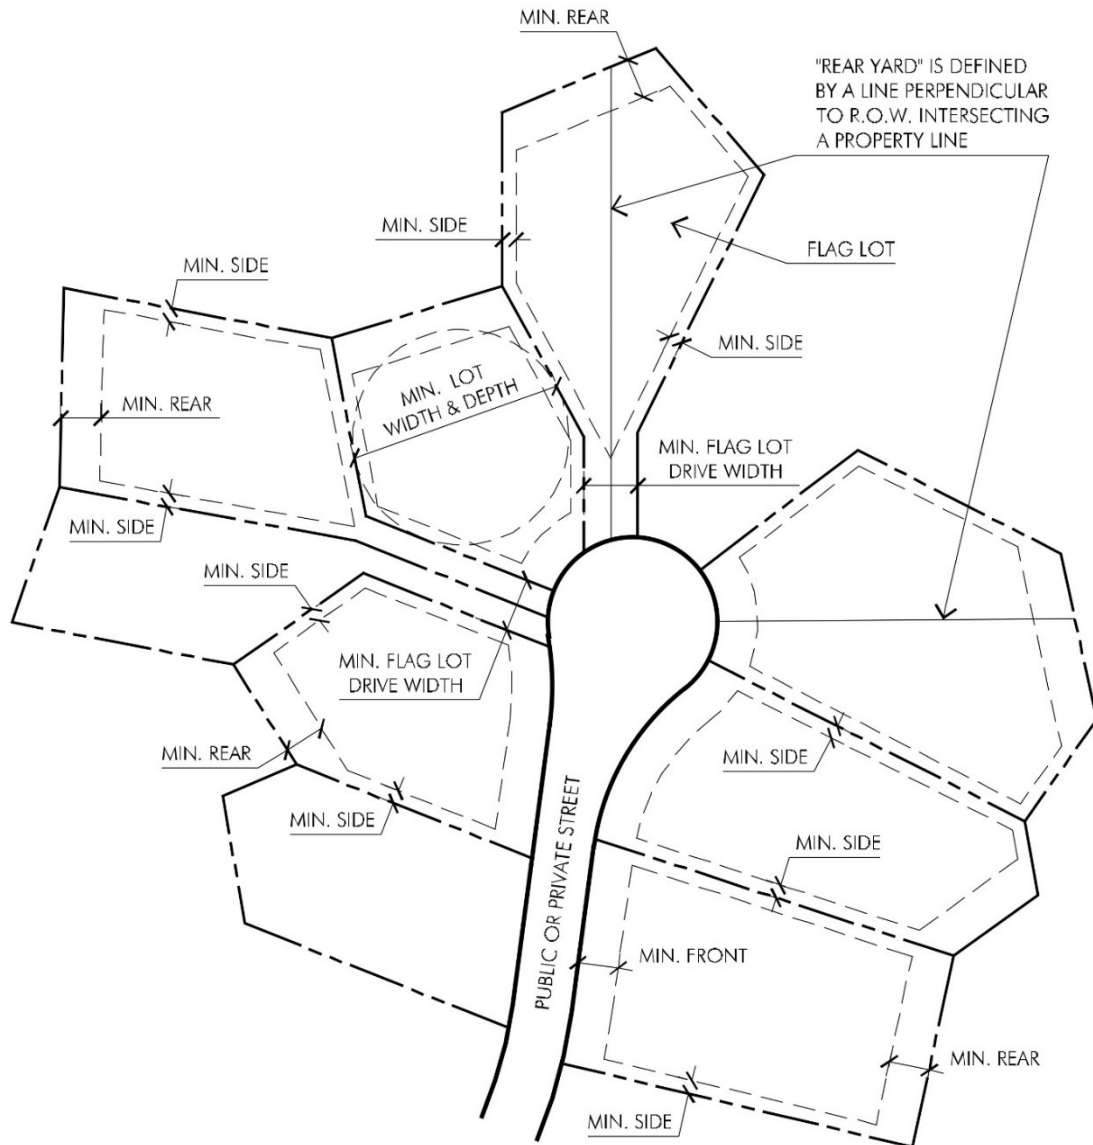 MIN. REAR
"REAR YARD" IS DEFINED
BY A LINE PERPENDICULAR
TO R.O.W. INTERSECTING
A PROPERTY LINE
MIN. SIDE
FLAG LOT
MIN. SIDE
MIN. SIDE
MIN. LOT
WIDTH & DEPTH
MIN. REAR
MIN. FLAG LOT
DRIVE WIDTH
MIN. SIDE
MIN. SIDE
MIN. FLAG LOT
DRIVE WIDTH
MIN. REAR
MIN. SIDE
MIN. SIDE
MIN. SIDE
PUBLIC OR PRIVATE STREET
MIN. FRONT
MIN. REAR
MIN. SIDE